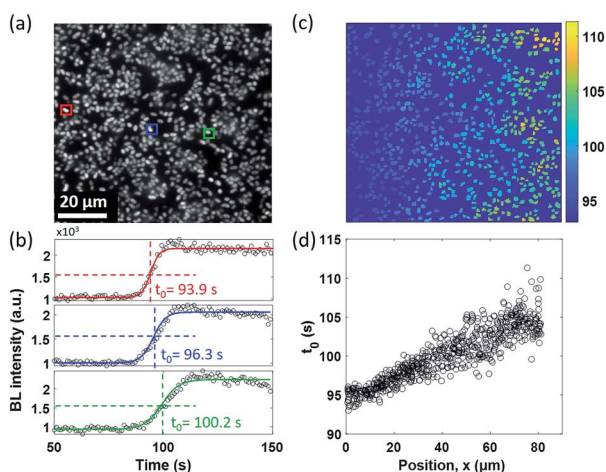 (a)
20 μm
(c)
110
105
100
95
(b)
x10³
2
1.5
1
t₀= 93.9 s
2
1.5
1
t₀= 96.3 s
2
1.5
1
t₀= 100.2 s
BL intensity (a.u.)
50
100
150
Time (s)
(d)
115
110
105
100
95
90
t₀ (s)
0
20
40
60
80
Position, x (μm)